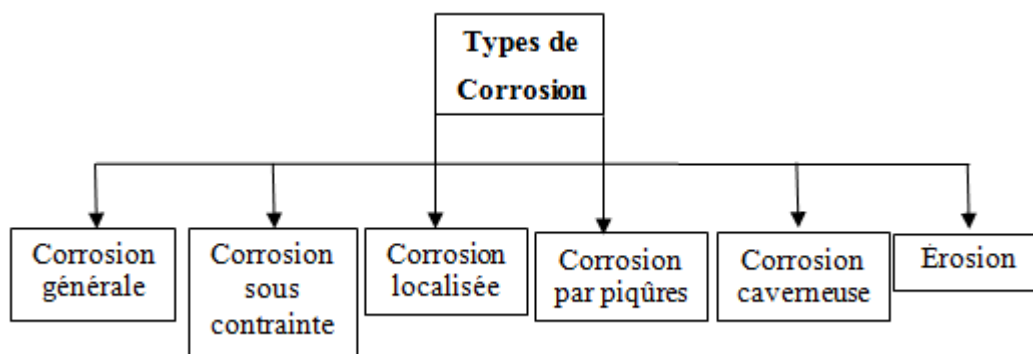 Types de
Corrosion
Corrosion
générale
Corrosion
sous
contrainte
Corrosion
localisée
Corrosion
par piqûres
Corrosion
caverneuse
Érosion